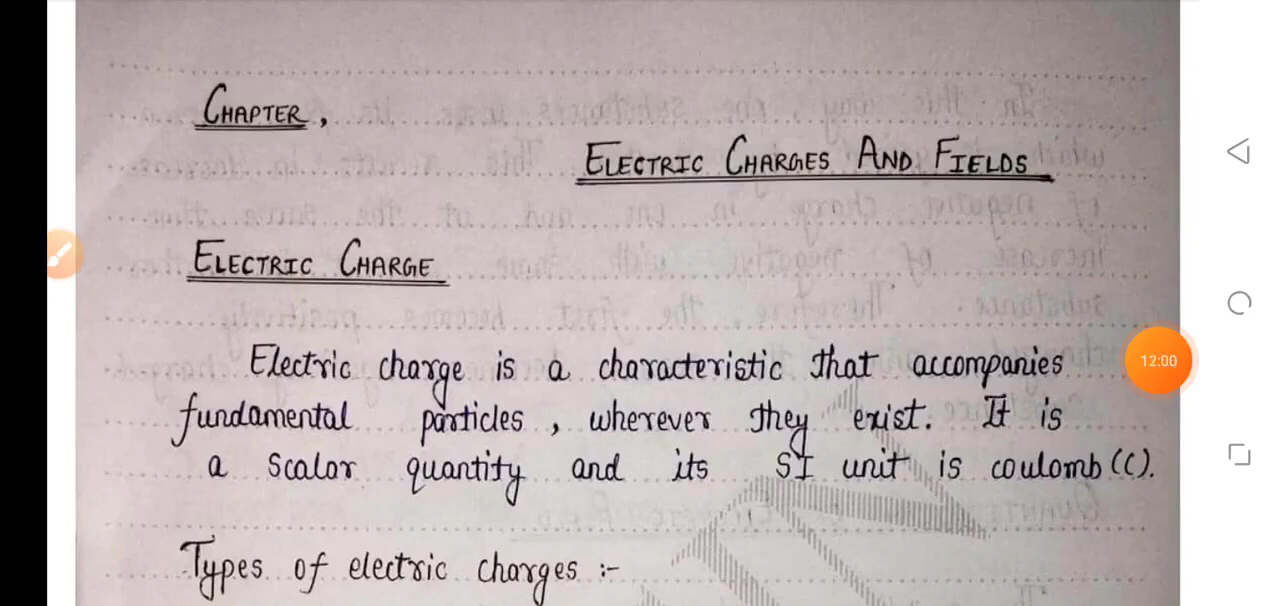 CHAPTER,
ELECTRIC CHARGES AND FIELDS
ELECTRIC CHARGE
Electric charge is a characteristic that accompanies
fundamental particles, wherever they exist. It is
a scalar quantity and its SI unit is coulomb (C).
12:00
Types of electric charges :-